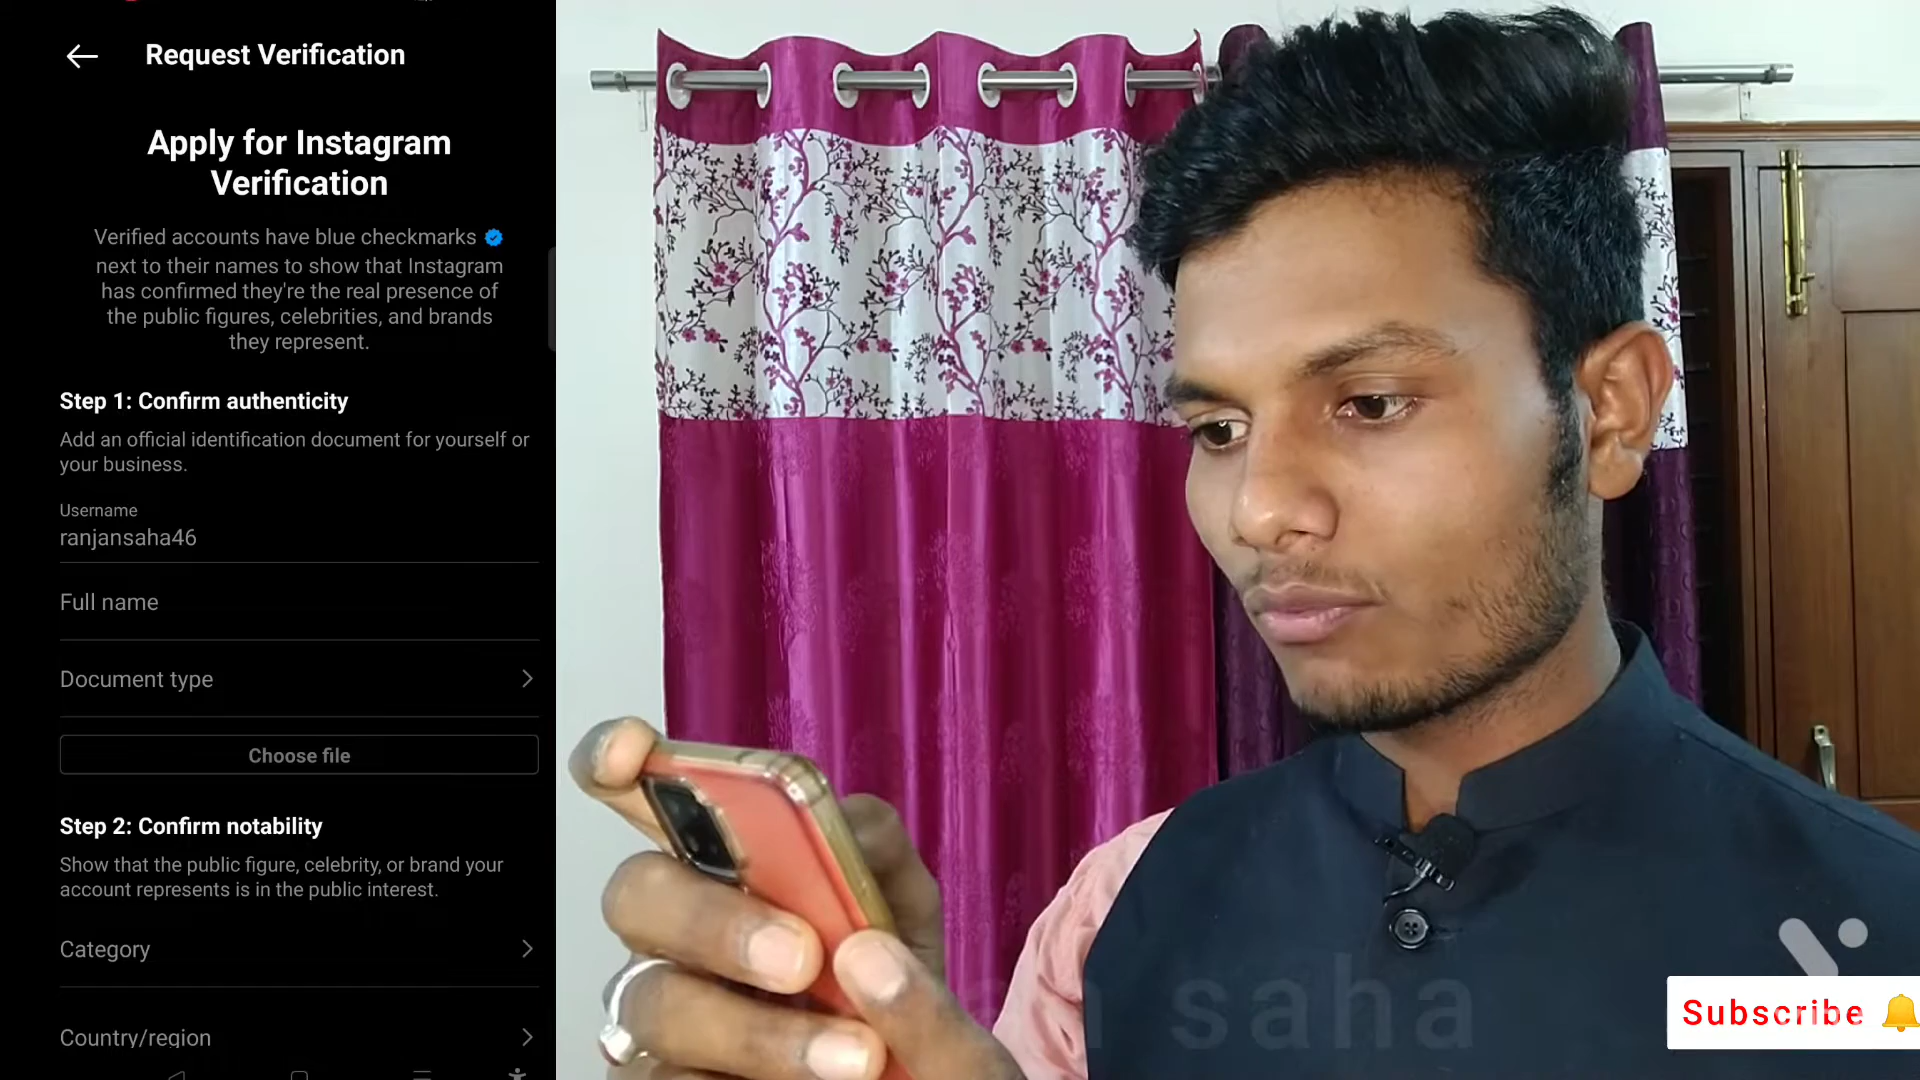 Request Verification
Apply for Instagram
Verification
Verified accounts have blue checkmarks
next to their names to show that Instagram
has confirmed they're the real presence of
the public figures, celebrities, and brands
they represent.
Step 1: Confirm authenticity
Add an official identification document for yourself or
your business.
Username
ranjansaha46
Full name
Document type
Choose file
Step 2: Confirm notability
Show that the public figure, celebrity, or brand your
account represents is in the public interest.
Category
Country/region
saha
Subscribe